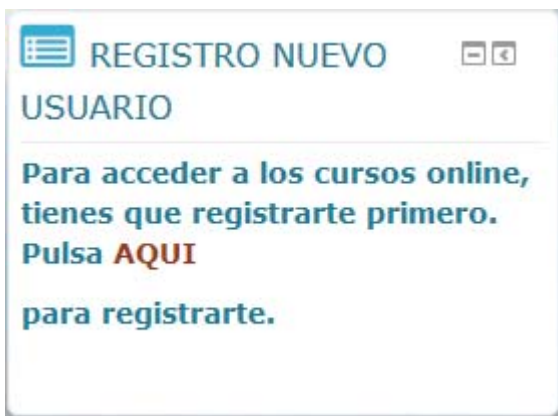 REGISTRO NUEVO
USUARIO
Para acceder a los cursos online,
tienes que registrarte primero.
Pulsa AQUI
para registrarte.